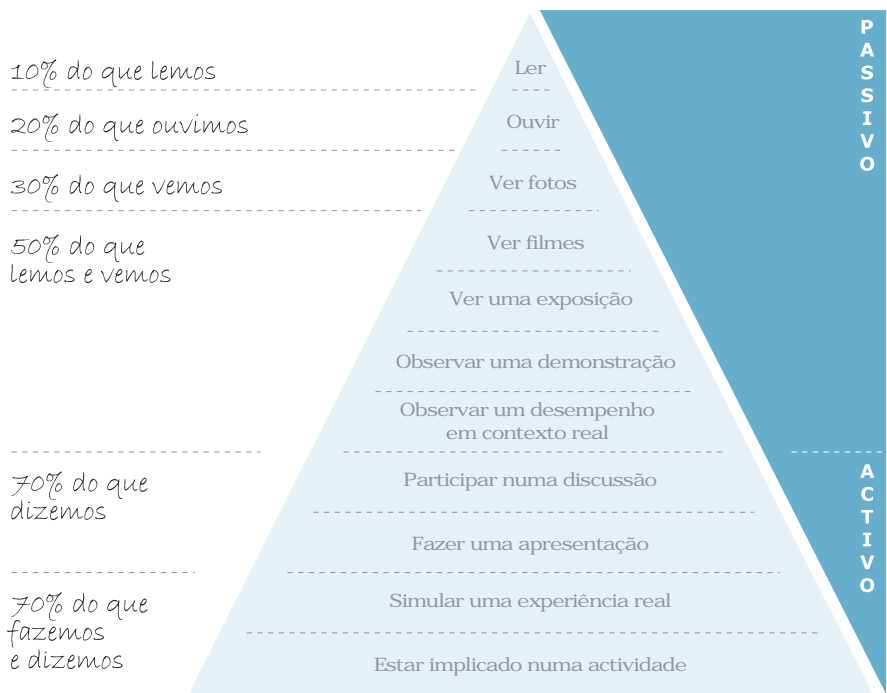 10% do que lemos
Ler
20% do que ouvimos
Ouvir
30% do que vemos
Ver fotos
50% do que
lemos e vemos
Ver filmes
Ver uma exposição
Observar uma demonstração
Observar um desempenho
em contexto real
70% do que
dizemos
Participar numa discussão
Fazer uma apresentação
70% do que
fazemos
e dizemos
Simular uma experiência real
Estar implicado numa actividade
PASSIVO
ACTIVO